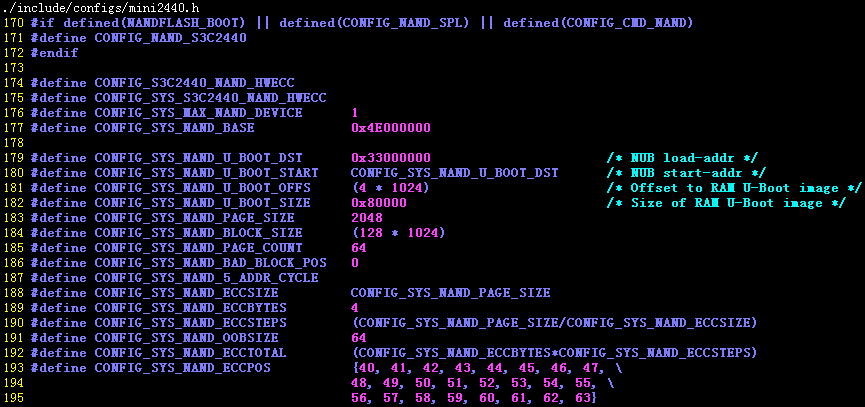 ./include/configs/mini2440.h
170 #if defined(NANDFLASH_BOOT) || defined(CONFIG_NAND_SPL) || defined(CONFIG_CMD_NAND)
171 #define CONFIG_NAND_S3C2440
172 #endif
173
174 #define CONFIG_S3C2440_NAND_HWECC
175 #define CONFIG_SYS_S3C2440_NAND_HWECC
176 #define CONFIG_SYS_MAX_NAND_DEVICE 1
177 #define CONFIG_SYS_NAND_BASE 0x4E000000
178
179 #define CONFIG_SYS_NAND_U_BOOT_DST 0x33000000 /* NUB load-addr */
180 #define CONFIG_SYS_NAND_U_BOOT_START CONFIG_SYS_NAND_U_BOOT_DST /* NUB start-addr */
181 #define CONFIG_SYS_NAND_U_BOOT_OFFS (4 * 1024) /* Offset to RAM U-Boot image */
182 #define CONFIG_SYS_NAND_U_BOOT_SIZE 0x80000 /* Size of RAM U-Boot image */
183 #define CONFIG_SYS_NAND_PAGE_SIZE 2048
184 #define CONFIG_SYS_NAND_BLOCK_SIZE (128 * 1024)
185 #define CONFIG_SYS_NAND_PAGE_COUNT 64
186 #define CONFIG_SYS_NAND_BAD_BLOCK_POS 0
187 #define CONFIG_SYS_NAND_5_ADDR_CYCLE
188 #define CONFIG_SYS_NAND_ECCSIZE CONFIG_SYS_NAND_PAGE_SIZE
189 #define CONFIG_SYS_NAND_ECCBYTES 4
190 #define CONFIG_SYS_NAND_ECCSTEPS (CONFIG_SYS_NAND_PAGE_SIZE/CONFIG_SYS_NAND_ECCSIZE)
191 #define CONFIG_SYS_NAND_OOBSIZE 64
192 #define CONFIG_SYS_NAND_ECCTOTAL (CONFIG_SYS_NAND_ECCBYTES*CONFIG_SYS_NAND_ECCSTEPS)
193 #define CONFIG_SYS_NAND_ECCPOS {40, 41, 42, 43, 44, 45, 46, 47, \
194 48, 49, 50, 51, 52, 53, 54, 55, \
195 56, 57, 58, 59, 60, 61, 62, 63}